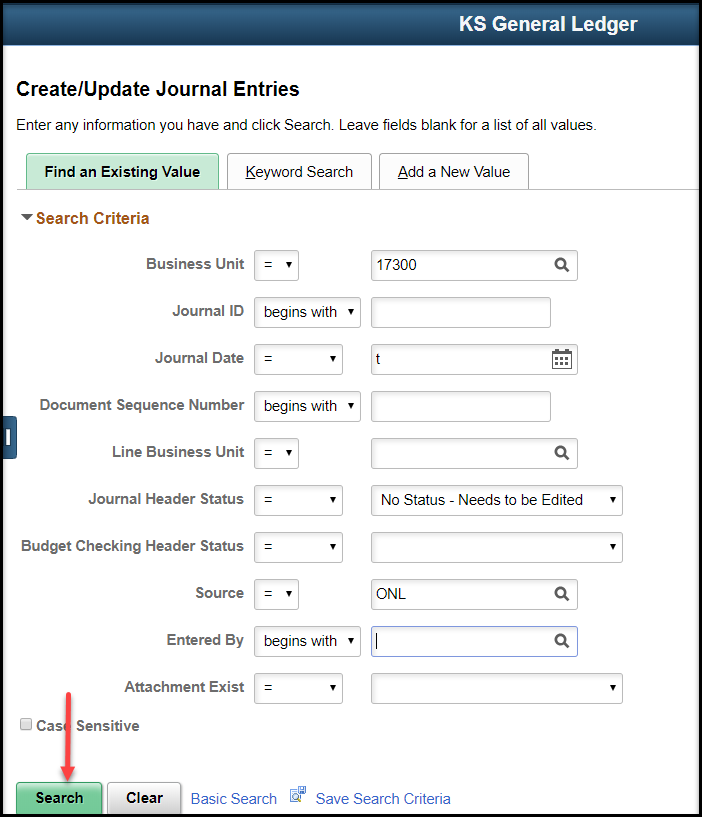 KS General Ledger
Create/Update Journal Entries
Enter any information you have and click Search. Leave fields blank for a list of all values.
Find an Existing Value Keyword Search Add a New Value
Search Criteria
Business Unit = 17300
Journal ID begins with
Journal Date = t
Document Sequence Number begins with
Line Business Unit =
Journal Header Status = No Status - Needs to be Edited
Budget Checking Header Status =
Source = ONL
Entered By begins with
Attachment Exist =
Case Sensitive
Search Clear Basic Search Save Search Criteria